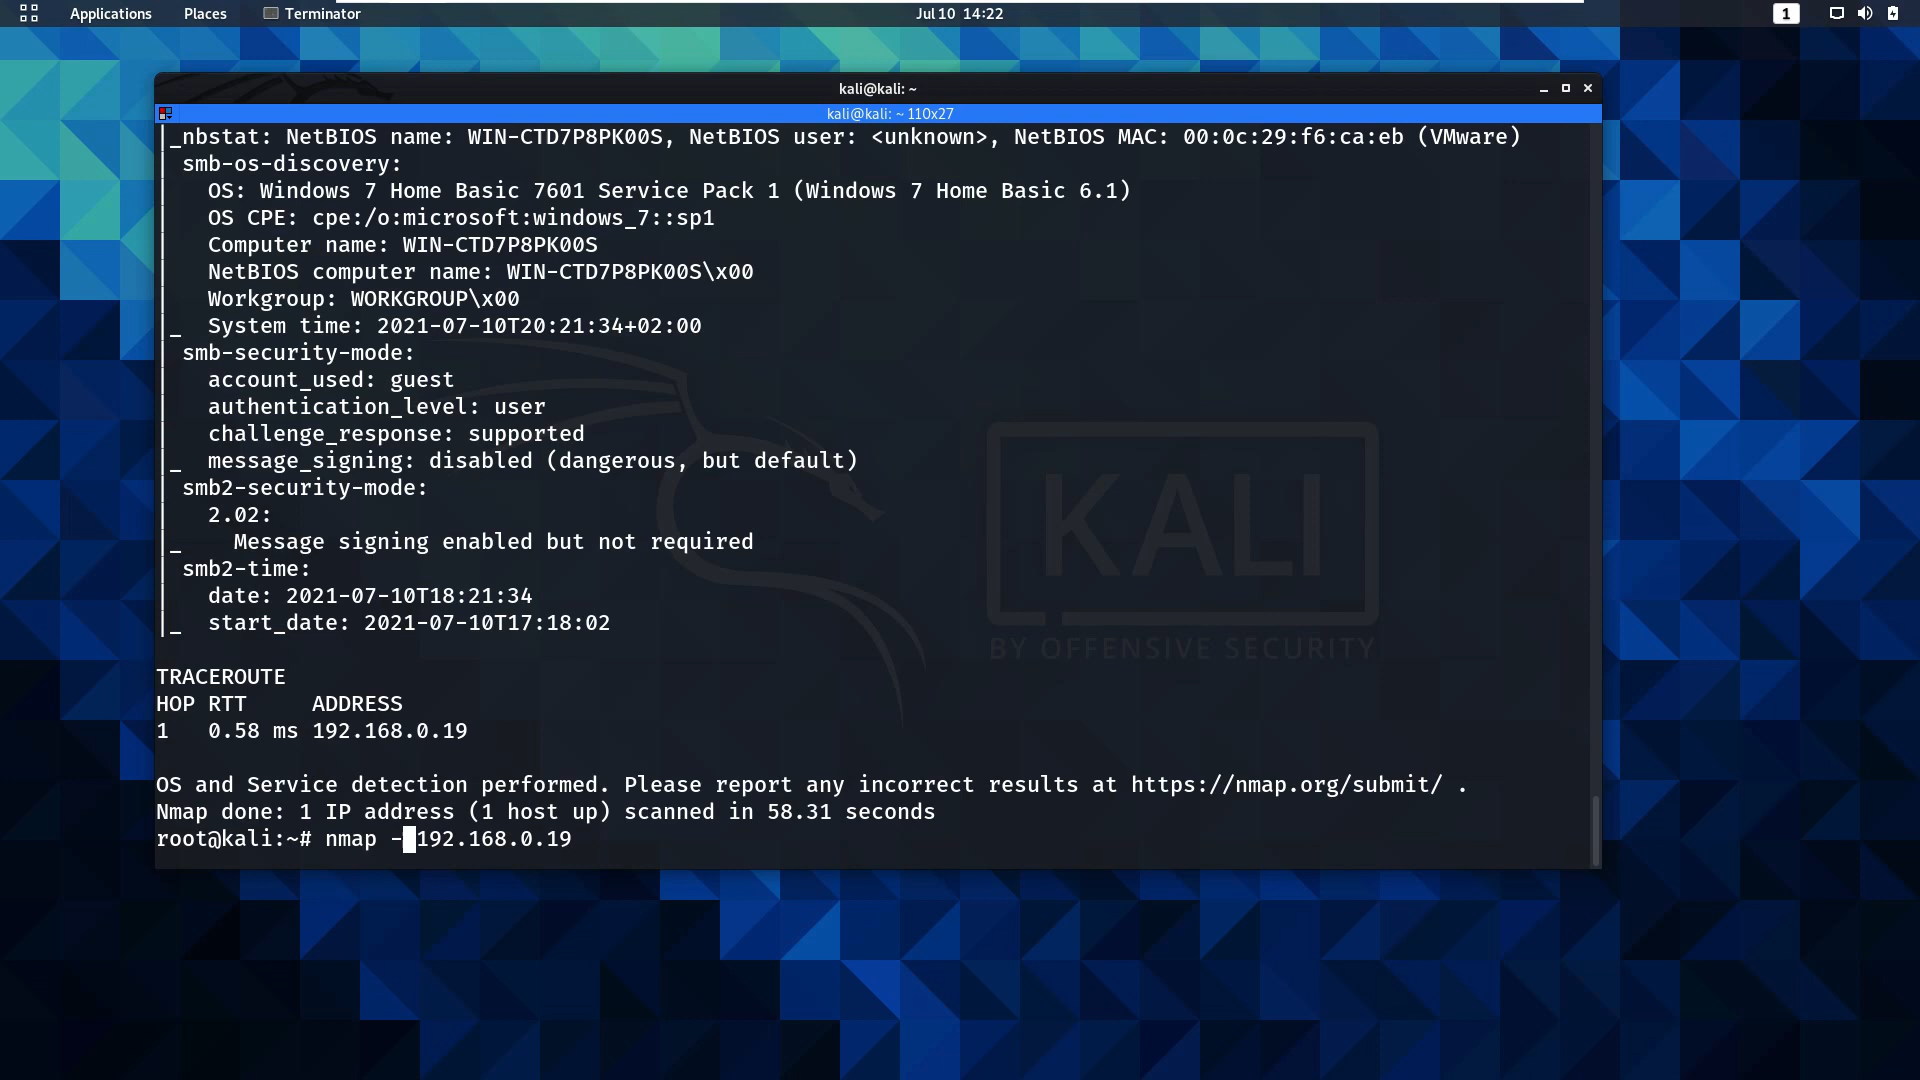 Applications Places Terminator Jul 10 14:22 1
kali@kali: ~
kali@kali: ~ 110x27
|_nbstat: NetBIOS name: WIN-CTD7P8PK00S, NetBIOS user: <unknown>, NetBIOS MAC: 00:0c:29:f6:ca:eb (VMware)
| smb-os-discovery:
|   OS: Windows 7 Home Basic 7601 Service Pack 1 (Windows 7 Home Basic 6.1)
|   OS CPE: cpe:/o:microsoft:windows_7::sp1
|   Computer name: WIN-CTD7P8PK00S
|   NetBIOS computer name: WIN-CTD7P8PK00S\x00
|   Workgroup: WORKGROUP\x00
|_  System time: 2021-07-10T20:21:34+02:00
| smb-security-mode:
|   account_used: guest
|   authentication_level: user
|   challenge_response: supported
|_  message_signing: disabled (dangerous, but default)
| smb2-security-mode:
|   2.02:
|_    Message signing enabled but not required
| smb2-time:
|   date: 2021-07-10T18:21:34
|_  start_date: 2021-07-10T17:18:02
KALI
BY OFFENSIVE SECURITY
TRACEROUTE
HOP RTT     ADDRESS
1   0.58 ms 192.168.0.19
OS and Service detection performed. Please report any incorrect results at https://nmap.org/submit/ .
Nmap done: 1 IP address (1 host up) scanned in 58.31 seconds
root@kali:~# nmap - 192.168.0.19